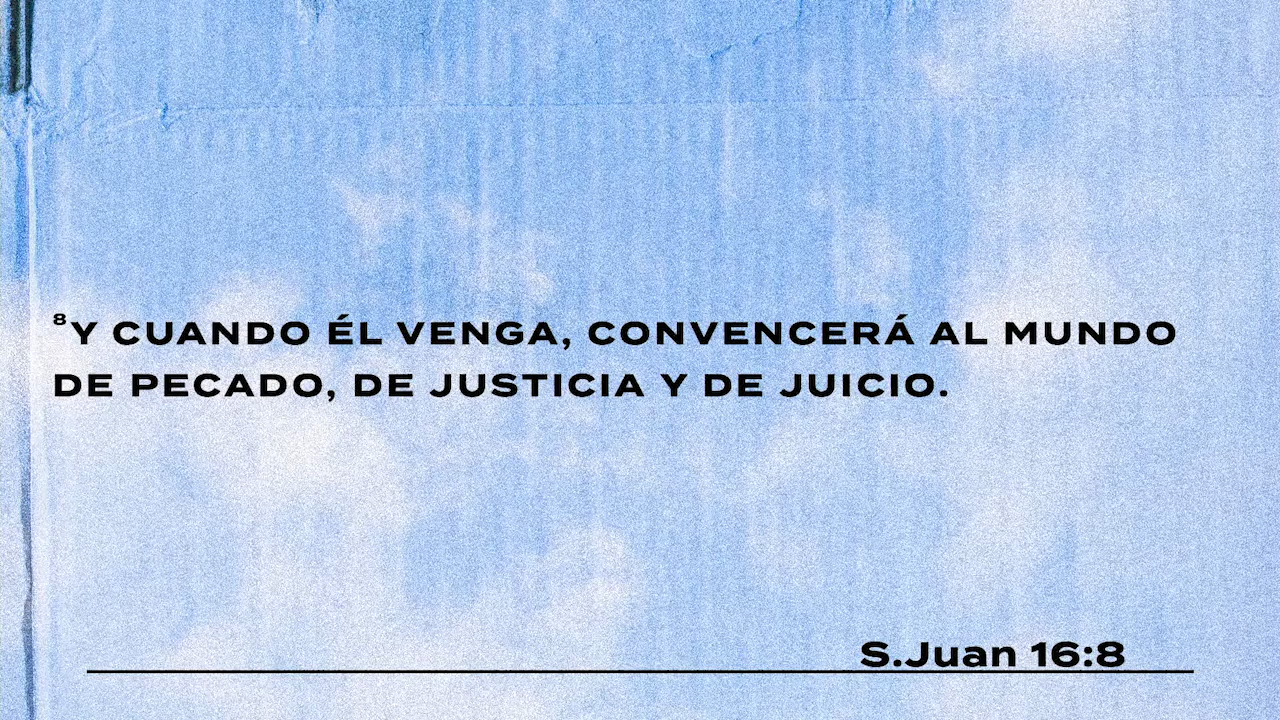 ⁸Y CUANDO ÉL VENGA, CONVENCERÁ AL MUNDO
DE PECADO, DE JUSTICIA Y DE JUICIO.
S.Juan 16:8